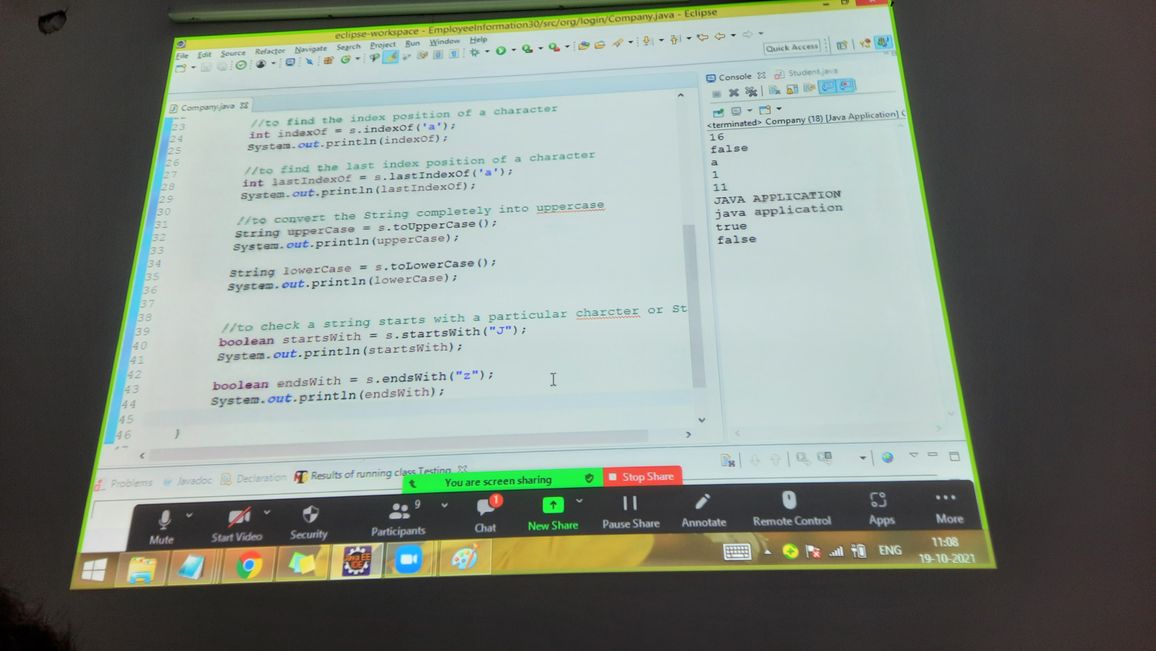 eclipse-workspace - EmployeeInformation30/src/org/login/Company.java - Eclipse
File Edit Source Refactor Navigate Search Project Run Window Help
Quick Access
Company.java
23 //to find the index position of a character
24 int indexOf = s.indexOf('a');
25 System.out.println(indexOf);
26
27 //to find the last index position of a character
28 int lastIndexOf = s.lastIndexOf('a');
29 System.out.println(lastIndexOf);
30
31 //to convert the String completely into uppercase
32 String upperCase = s.toUpperCase();
33 System.out.println(upperCase);
34
35 String lowerCase = s.toLowerCase();
36 System.out.println(lowerCase);
37
38
39 //to check a string starts with a particular charcter or St
40 boolean startsWith = s.startsWith("J");
41 System.out.println(startsWith);
42
43 boolean endsWith = s.endsWith("z");
44 System.out.println(endsWith);
45
46 }
Console Student.java
<terminated> Company (18) [Java Application] C
16
false
a
1
11
JAVA APPLICATION
java application
true
false
Problems Javadoc Declaration Results of running class Testing
You are screen sharing Stop Share
9 1
Mute Start Video Security Participants Chat New Share Pause Share Annotate Remote Control Apps More
Java EE
IDE
ENG
11:08
19-10-2021